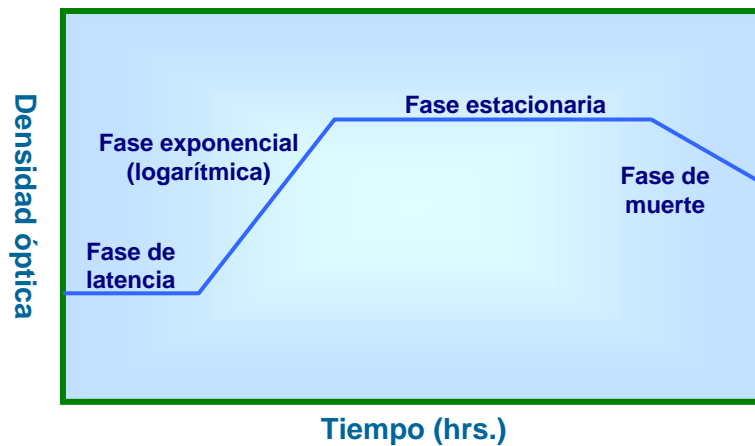 Densidad óptica
Fase estacionaria
Fase exponencial
(logarítmica)
Fase de
muerte
Fase de
latencia
Tiempo (hrs.)